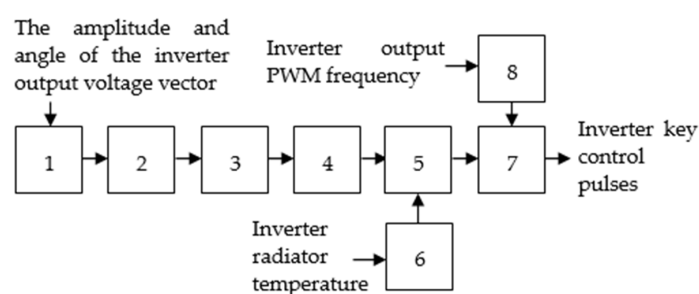 The amplitude and
angle of the inverter
output voltage vector
Inverter output
PWM frequency
8
1
2
3
4
5
7
Inverter key
control
pulses
Inverter
radiator
temperature
6